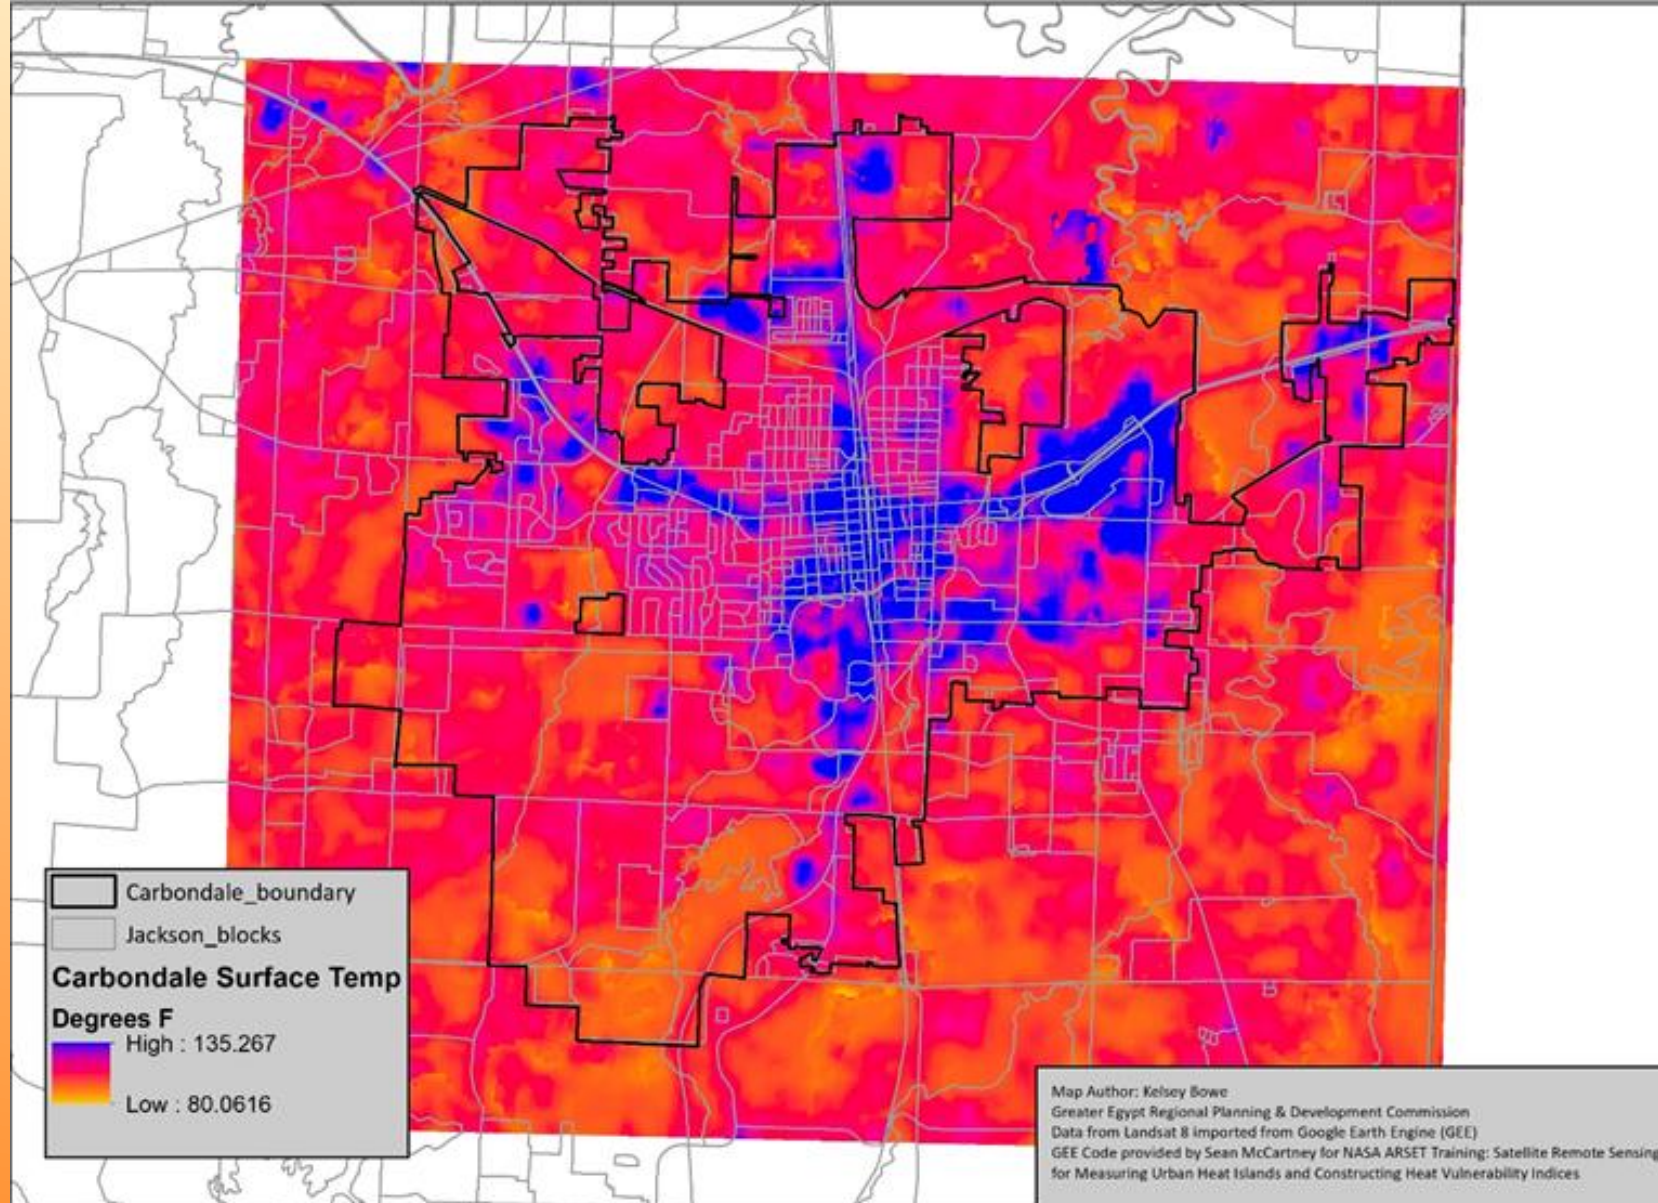 Carbondale_boundary
Jackson_blocks
Carbondale Surface Temp
Degrees F
High : 135.267
Low : 80.0616
Map Author: Kelsey Bowe
Greater Egypt Regional Planning & Development Commission
Data from Landsat 8 imported from Google Earth Engine (GEE)
GEE Code provided by Sean McCartney for NASA ARSET Training: Satellite Remote Sensing
for Measuring Urban Heat Islands and Constructing Heat Vulnerability Indices